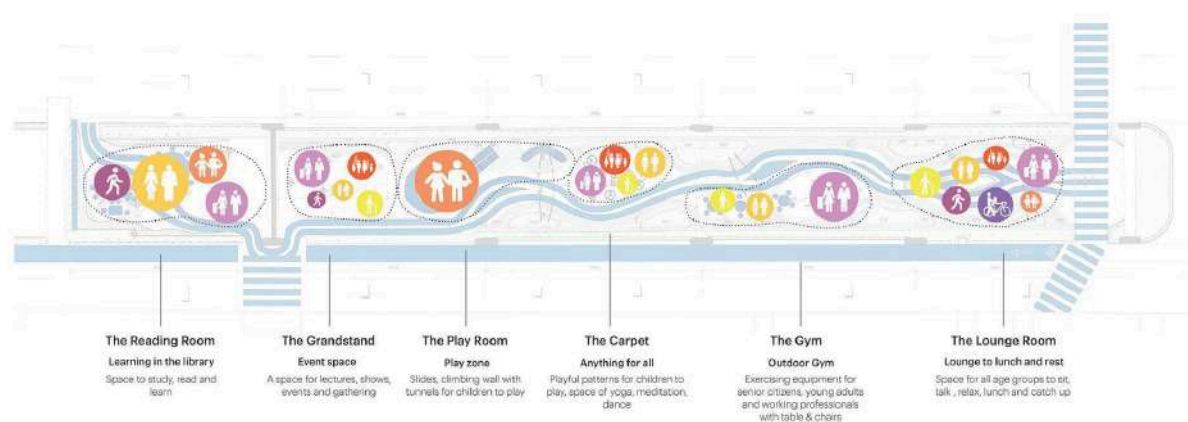 The Reading Room
Learning in the library
Space to study, read and
learn
The Grandstand
Event space
A space for lectures, shows,
events and gathering
The Play Room
Play zone
Slides, climbing wall with
tunnels for children to play
The Carpet
Anything for all
Playful patterns for children to
play, space of yoga, meditation,
dance
The Gym
Outdoor Gym
Exercising equipment for
senior citizens, young adults
and working professionals
with table & chairs
The Lounge Room
Lounge to lunch and rest
Space for all age groups to sit,
talk , relax, lunch and catch up